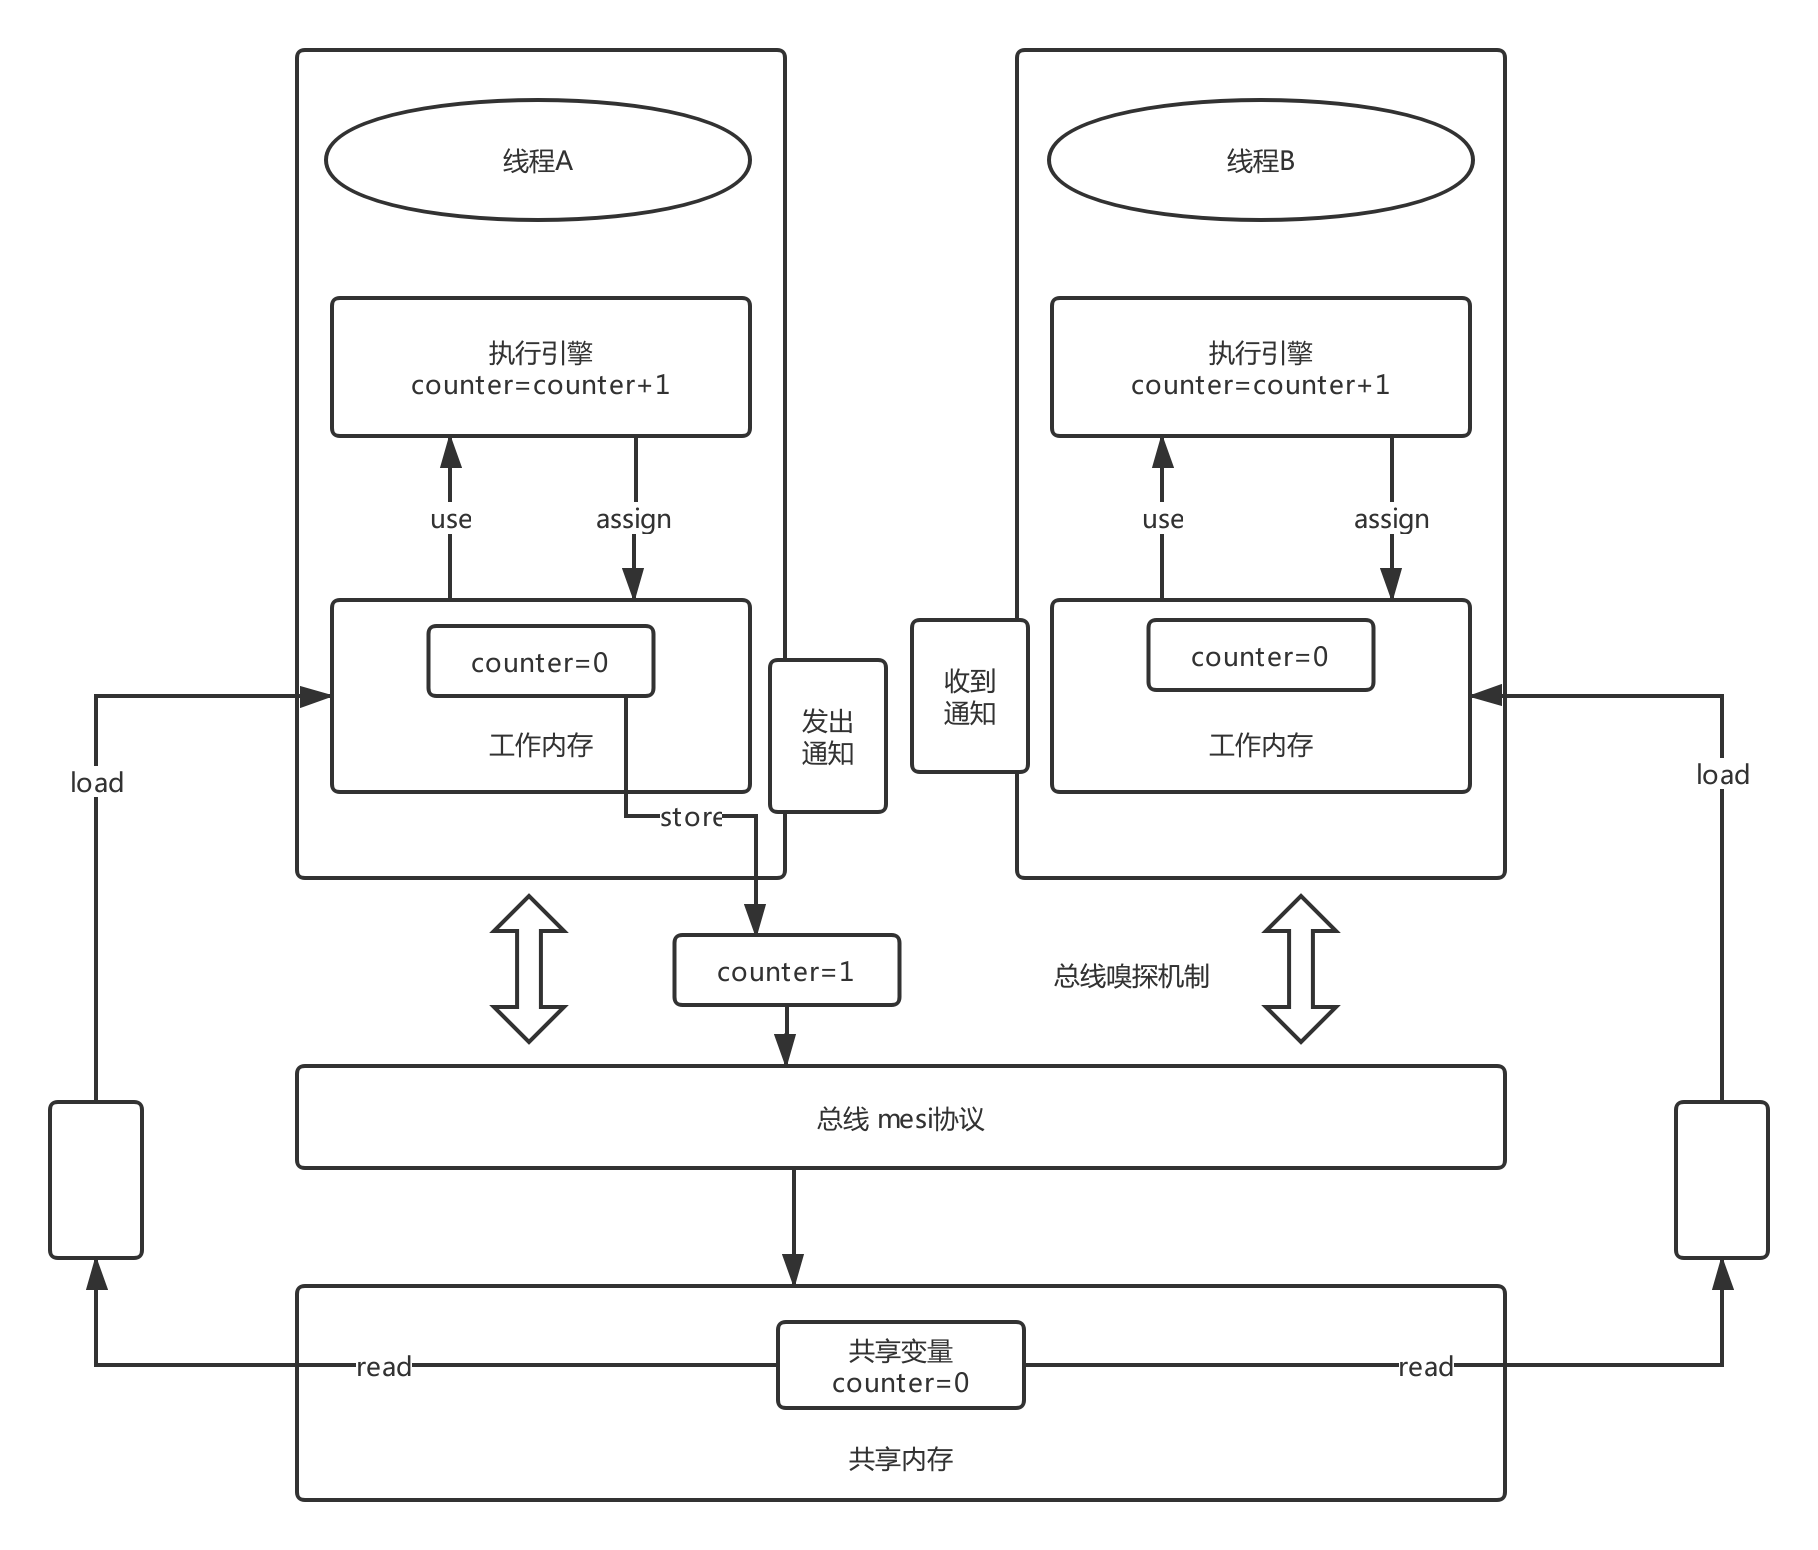 线程A
线程B
执行引擎
counter=counter+1
执行引擎
counter=counter+1
use
assign
use
assign
counter=0
工作内存
counter=0
工作内存
发出
通知
收到
通知
load
load
store
counter=1
总线嗅探机制
总线 mesi协议
read
共享变量
counter=0
read
共享内存